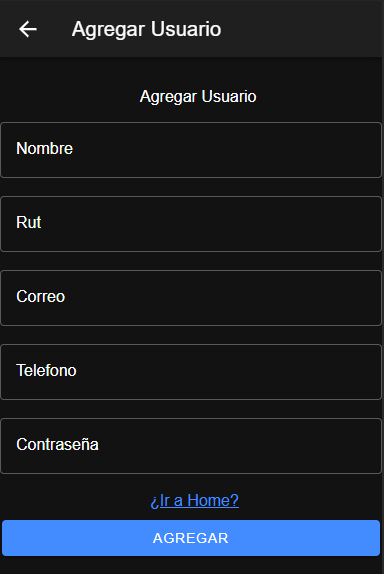 Agregar Usuario
Agregar Usuario
Nombre
Rut
Correo
Telefono
Contraseña
¿Ir a Home?
AGREGAR